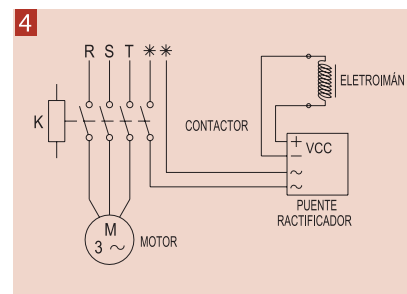 4
R S T * *
ELETROIMÁN
K
CONTACTOR
+ VCC
−
~
~
PUENTE
RACTIFICADOR
M
3 ~
MOTOR